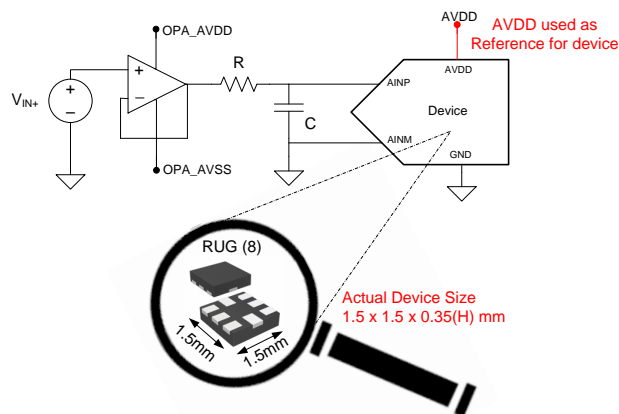 OPA_AVDD
AVDD
AVDD used as
Reference for device
R
AVDD
+
+
VIN+
AINP
−
−
Device
C
AINM
OPA_AVSS
GND
RUG (8)
Actual Device Size
1.5 x 1.5 x 0.35(H) mm
1.5mm
1.5mm